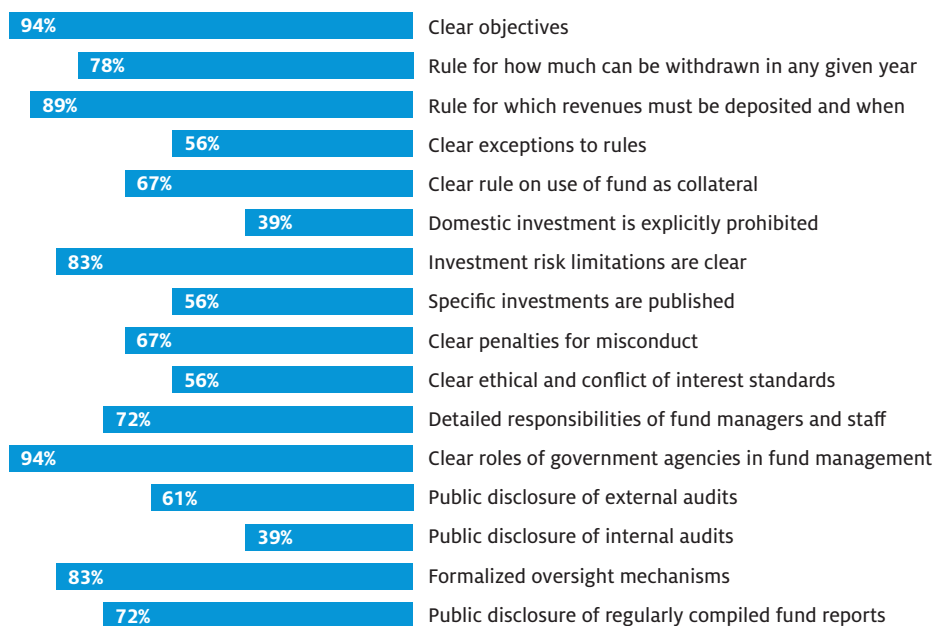 94% Clear objectives
78% Rule for how much can be withdrawn in any given year
89% Rule for which revenues must be deposited and when
56% Clear exceptions to rules
67% Clear rule on use of fund as collateral
39% Domestic investment is explicitly prohibited
83% Investment risk limitations are clear
56% Specific investments are published
67% Clear penalties for misconduct
56% Clear ethical and conflict of interest standards
72% Detailed responsibilities of fund managers and staff
94% Clear roles of government agencies in fund management
61% Public disclosure of external audits
39% Public disclosure of internal audits
83% Formalized oversight mechanisms
72% Public disclosure of regularly compiled fund reports